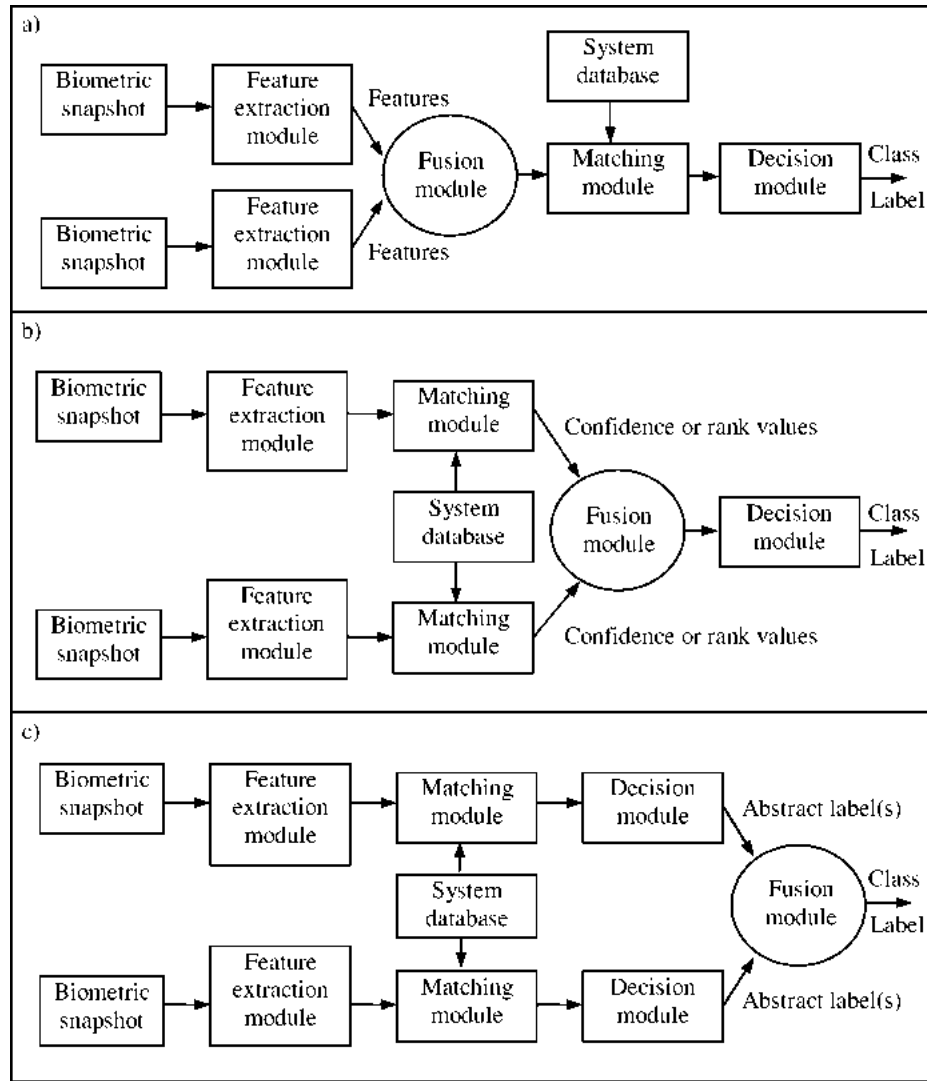 a)
Biometric
snapshot
Feature
extraction
module
Features
Fusion
module
System
database
Matching
module
Decision
module
Class
Label
Biometric
snapshot
Feature
extraction
module
Features
b)
Biometric
snapshot
Feature
extraction
module
Matching
module
Confidence or rank values
System
database
Fusion
module
Decision
module
Class
Label
Biometric
snapshot
Feature
extraction
module
Matching
module
Confidence or rank values
c)
Biometric
snapshot
Feature
extraction
module
Matching
module
Decision
module
Abstract label(s)
System
database
Fusion
module
Class
Label
Biometric
snapshot
Feature
extraction
module
Matching
module
Decision
module
Abstract label(s)